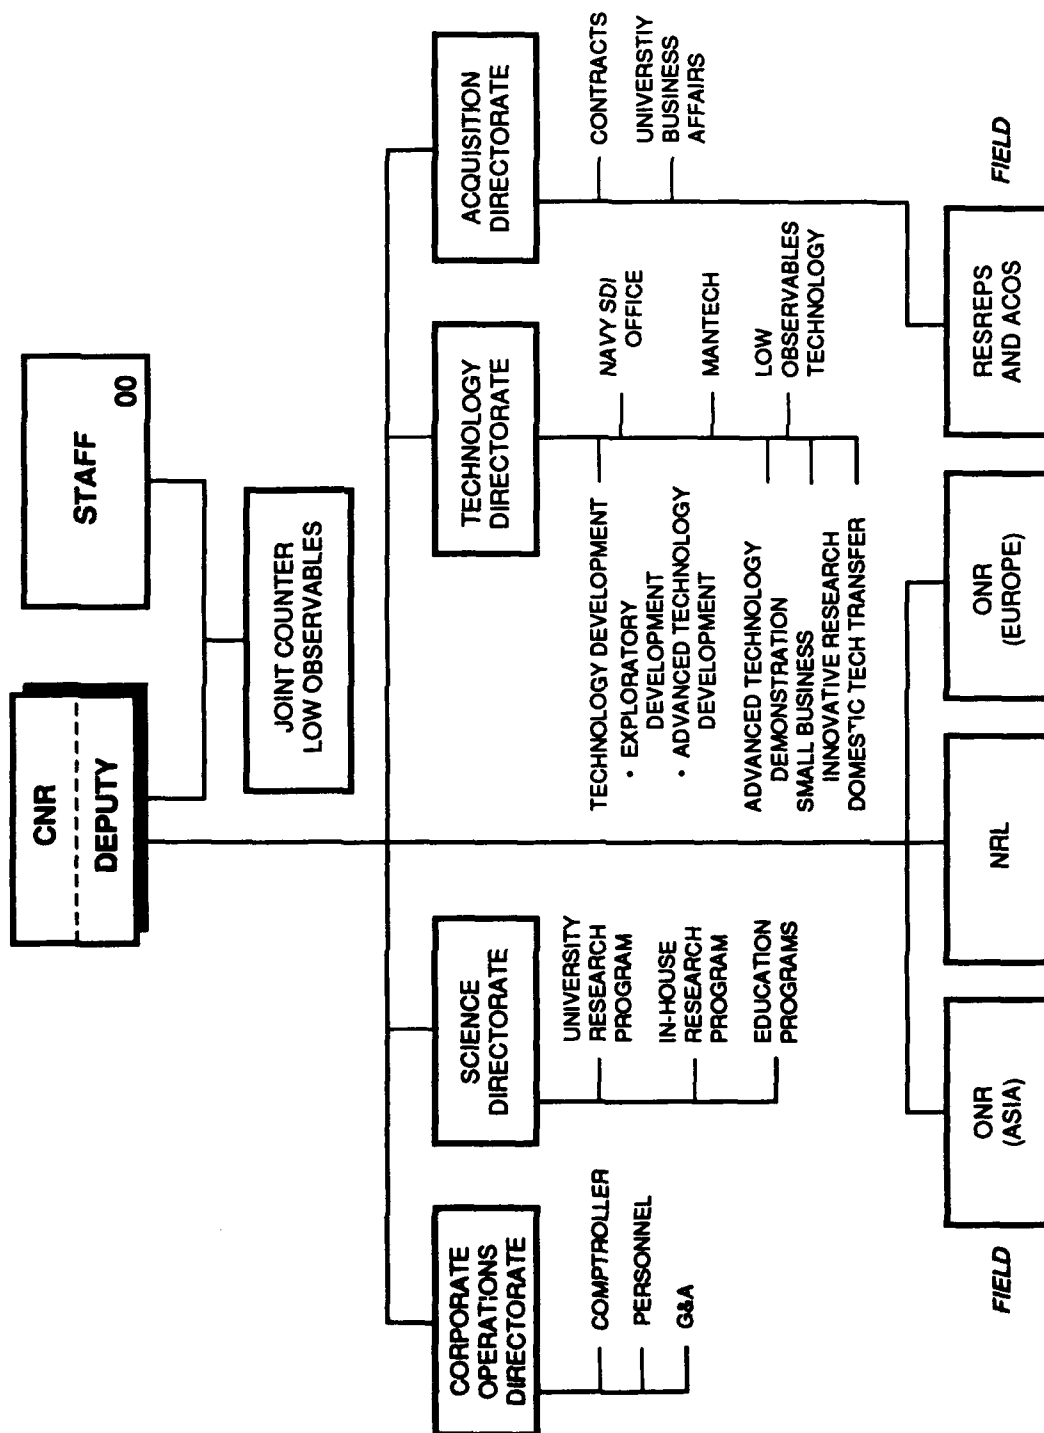 CNR
DEPUTY
STAFF
00
JOINT COUNTER
LOW OBSERVABLES
CORPORATE
OPERATIONS
DIRECTORATE
COMPTROLLER
PERSONNEL
G&A
SCIENCE
DIRECTORATE
UNIVERSITY
RESEARCH
PROGRAM
IN-HOUSE
RESEARCH
PROGRAM
EDUCATION
PROGRAMS
TECHNOLOGY
DIRECTORATE
TECHNOLOGY DEVELOPMENT
• EXPLORATORY
DEVELOPMENT
• ADVANCED TECHNOLOGY
DEVELOPMENT
ADVANCED TECHNOLOGY
DEMONSTRATION
SMALL BUSINESS
INNOVATIVE RESEARCH
DOMESTIC TECH TRANSFER
NAVY SDI
OFFICE
MANTECH
LOW
OBSERVABLES
TECHNOLOGY
ACQUISITION
DIRECTORATE
CONTRACTS
UNIVERSTIY
BUSINESS
AFFAIRS
FIELD
ONR
(ASIA)
NRL
ONR
(EUROPE)
RESREPS
AND ACOS
FIELD